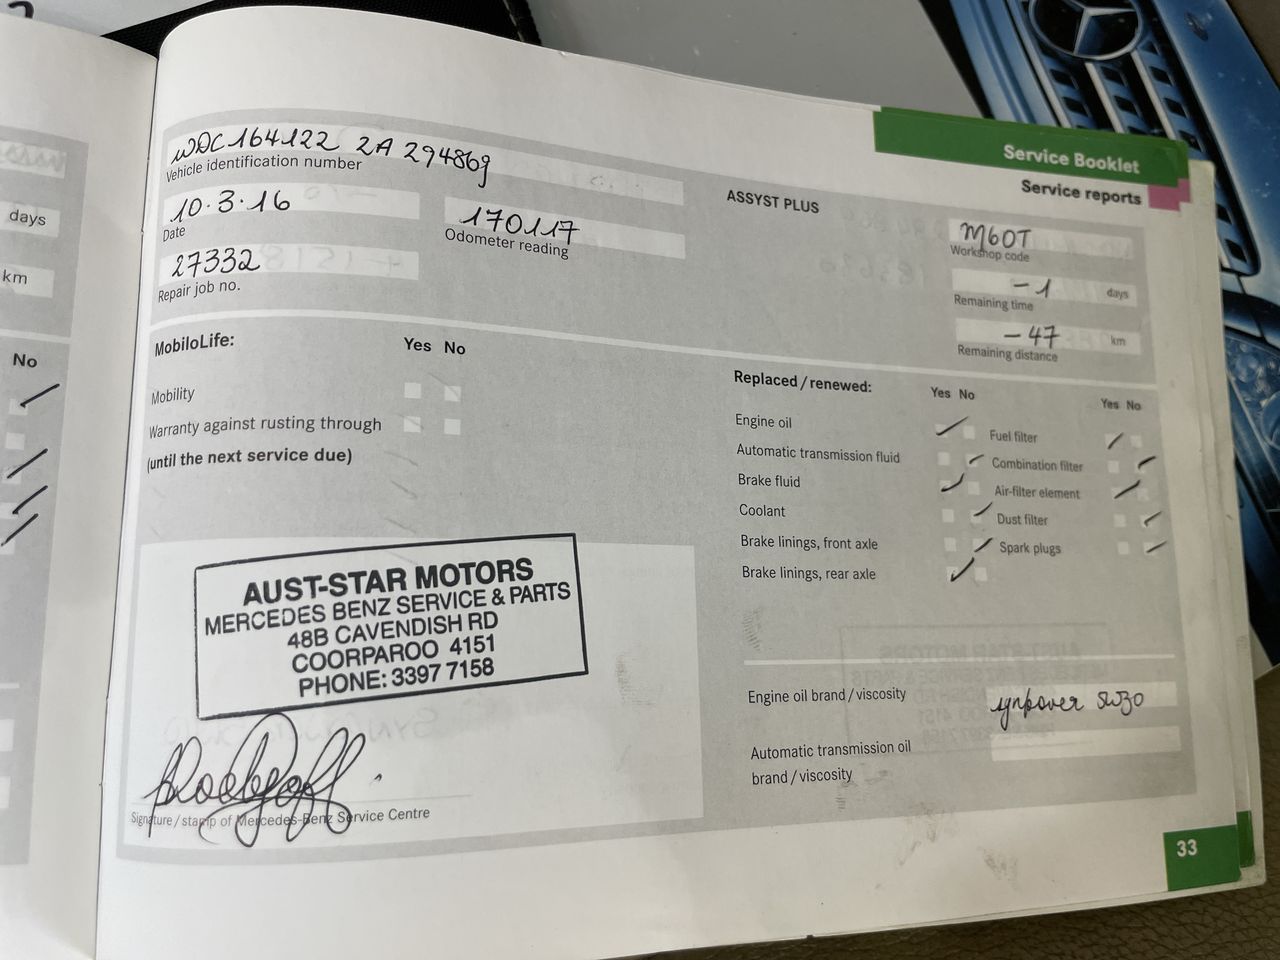 days
km
No
WDC164122 2A 294869
Vehicle identification number
10.3.16
Date
170117
Odometer reading
27332
Repair job no.
ASSYST PLUS
Service Booklet
Service reports
M60T
Workshop code
-1 days
Remaining time
-47 km
Remaining distance
MobiloLife:
Yes No
Mobility
Warranty against rusting through
(until the next service due)
AUST-STAR MOTORS
MERCEDES BENZ SERVICE & PARTS
48B CAVENDISH RD
COORPAROO 4151
PHONE: 3397 7158
Signature / stamp of Mercedes-Benz Service Centre
Replaced / renewed:
Yes No
Engine oil
Automatic transmission fluid
Brake fluid
Coolant
Brake linings, front axle
Brake linings, rear axle
Yes No
Fuel filter
Combination filter
Air-filter element
Dust filter
Spark plugs
Engine oil brand / viscosity
synpower 5w30
Automatic transmission oil
brand / viscosity
33